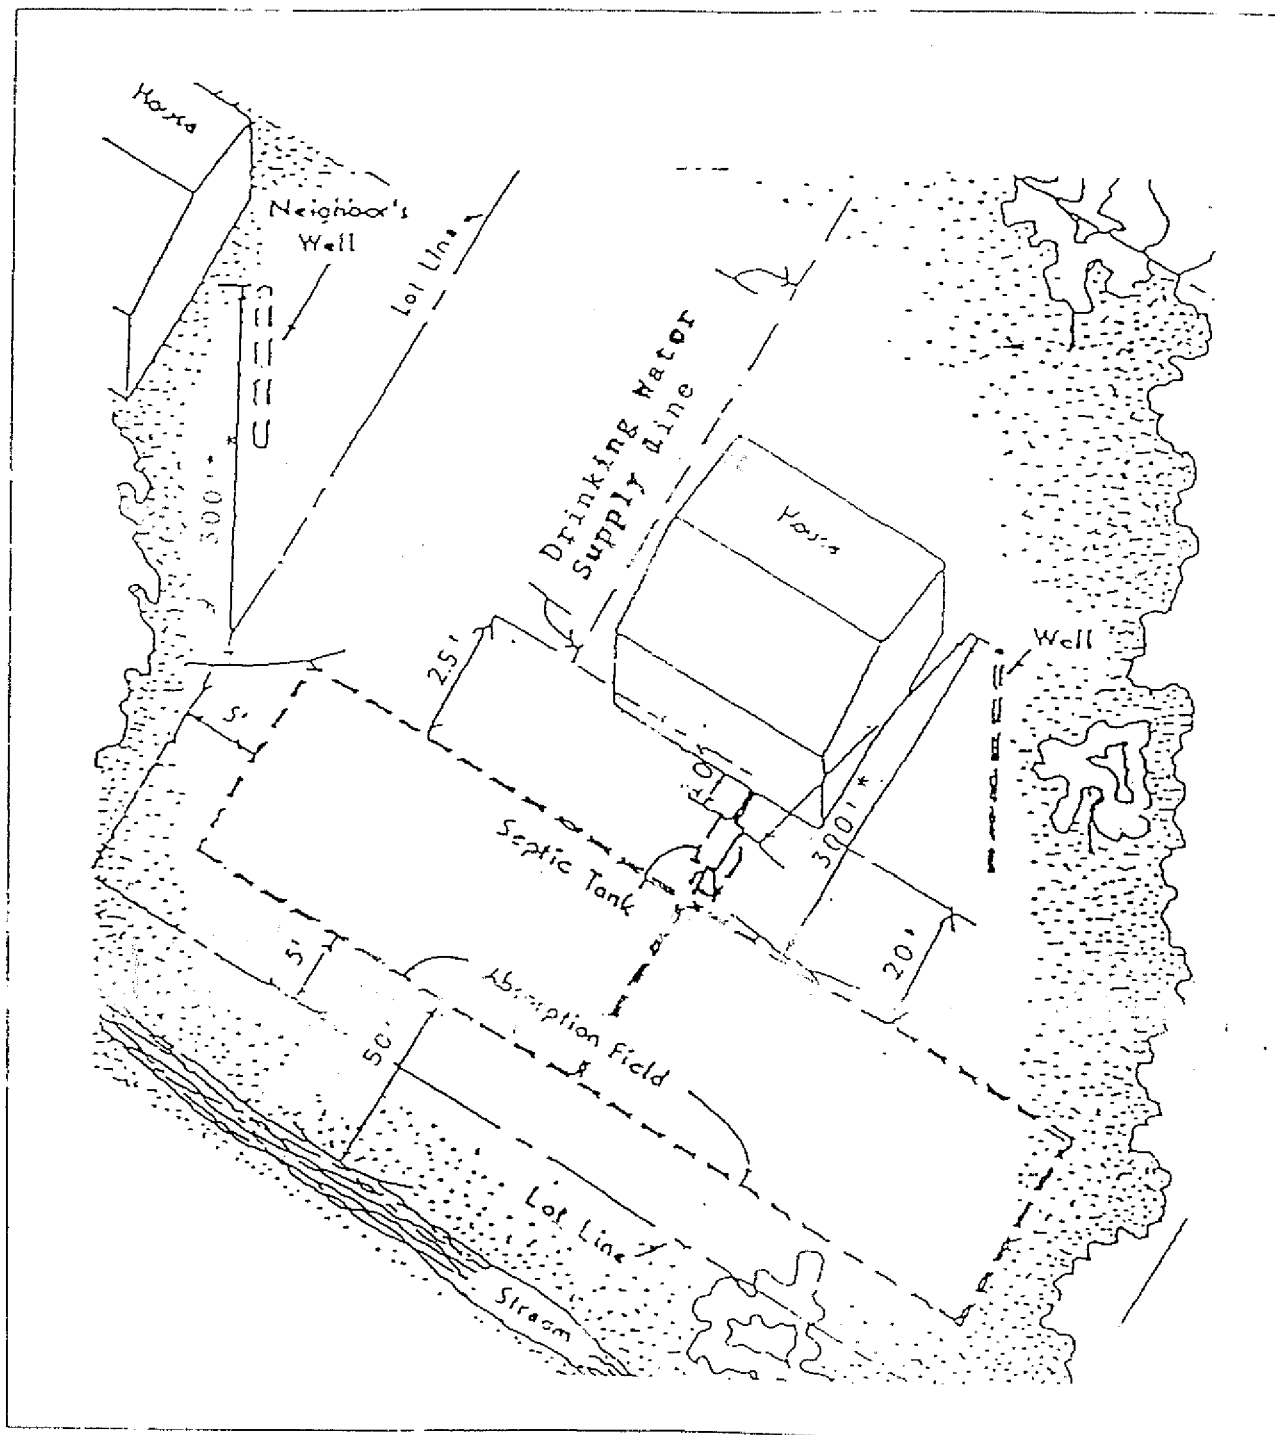 House
Neighbor's
Well
Lot Line
300'*
Drinking Water
Supply Line
House
25'
Well
5'
10'
300'*
Septic Tank
20'
5'
Absorption Field
50'
Lot Line
Stream